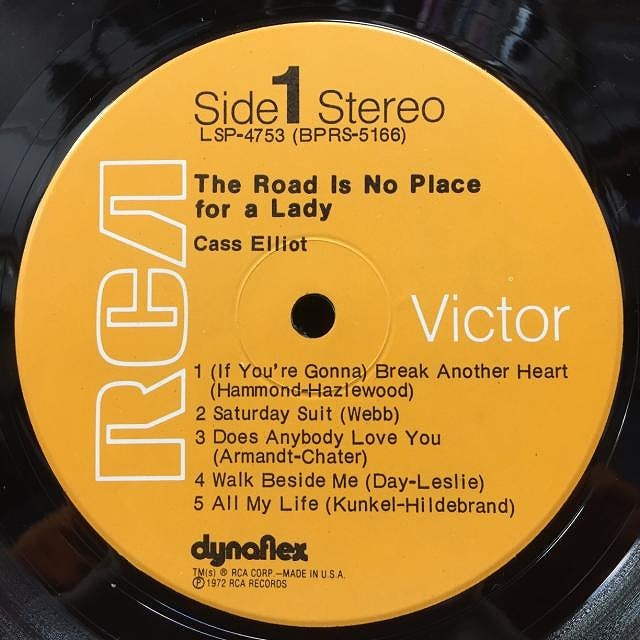 Side 1 Stereo
LSP-4753 (BPRS-5166)
The Road Is No Place
for a Lady
Cass Elliot
RCA
Victor
1 (If You're Gonna) Break Another Heart
(Hammond-Hazlewood)
2 Saturday Suit (Webb)
3 Does Anybody Love You
(Armandt-Chater)
4 Walk Beside Me (Day-Leslie)
5 All My Life (Kunkel-Hildebrand)
dynaflex
TM(s) ® RCA CORP.—MADE IN U.S.A.
℗ 1972 RCA RECORDS